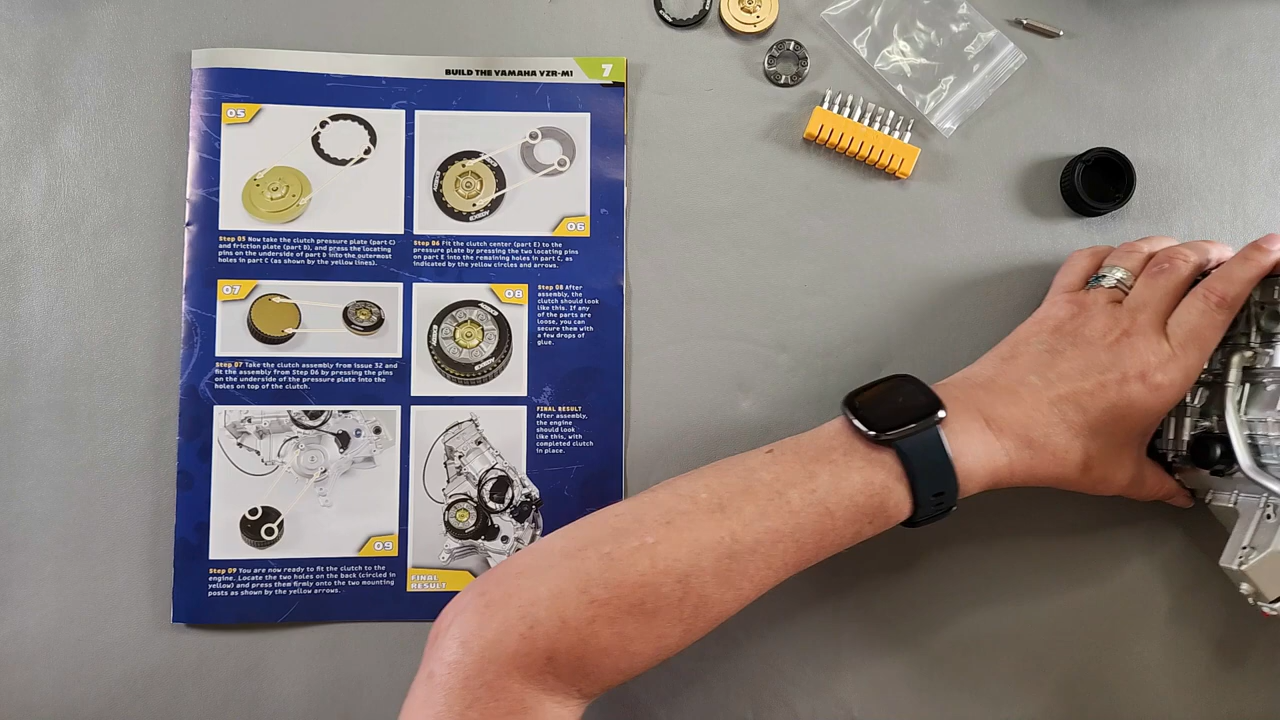 BUILD THE YAMAHA YZR-M1 7
05
06
Step 05 Now take the clutch pressure plate (part C)
and friction plate (part D), and press the locating
pins on the underside of part D into the outermost
holes in part C (as shown by the yellow lines).
Step 06 Fit the clutch center (part E) to the
pressure plate by pressing the two locating pins
on part E into the remaining holes in part C, as
indicated by the yellow circles and arrows.
07
08
Step 08 After
assembly, the
clutch should look
like this. If any
of the parts are
loose, you can
secure them with
a few drops of
glue.
Step 07 Take the clutch assembly from issue 32 and
fit the assembly from Step 06 by pressing the pins
on the underside of the pressure plate into the
holes on top of the clutch.
FINAL RESULT
After assembly,
the engine
should look
like this, with
completed clutch
in place.
09
FINAL
RESULT
Step 09 You are now ready to fit the clutch to the
engine. Locate the two holes on the back (circled in
yellow) and press them firmly onto the two mounting
posts as shown by the yellow arrows.